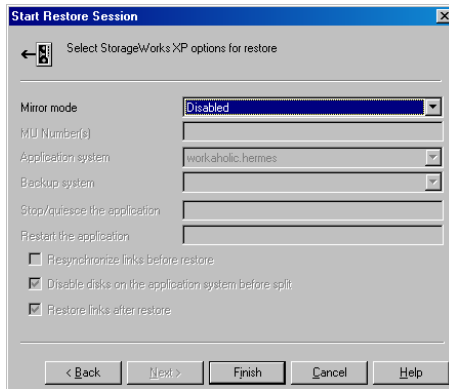 Start Restore Session
Select StorageWorks XP options for restore
Mirror mode Disabled
MU Number(s)
Application system workaholic.hermes
Backup system
Stop/quiesce the application
Restart the application
Resynchronize links before restore
Disable disks on the application system before split
Restore links after restore
< Back Next > Finish Cancel Help